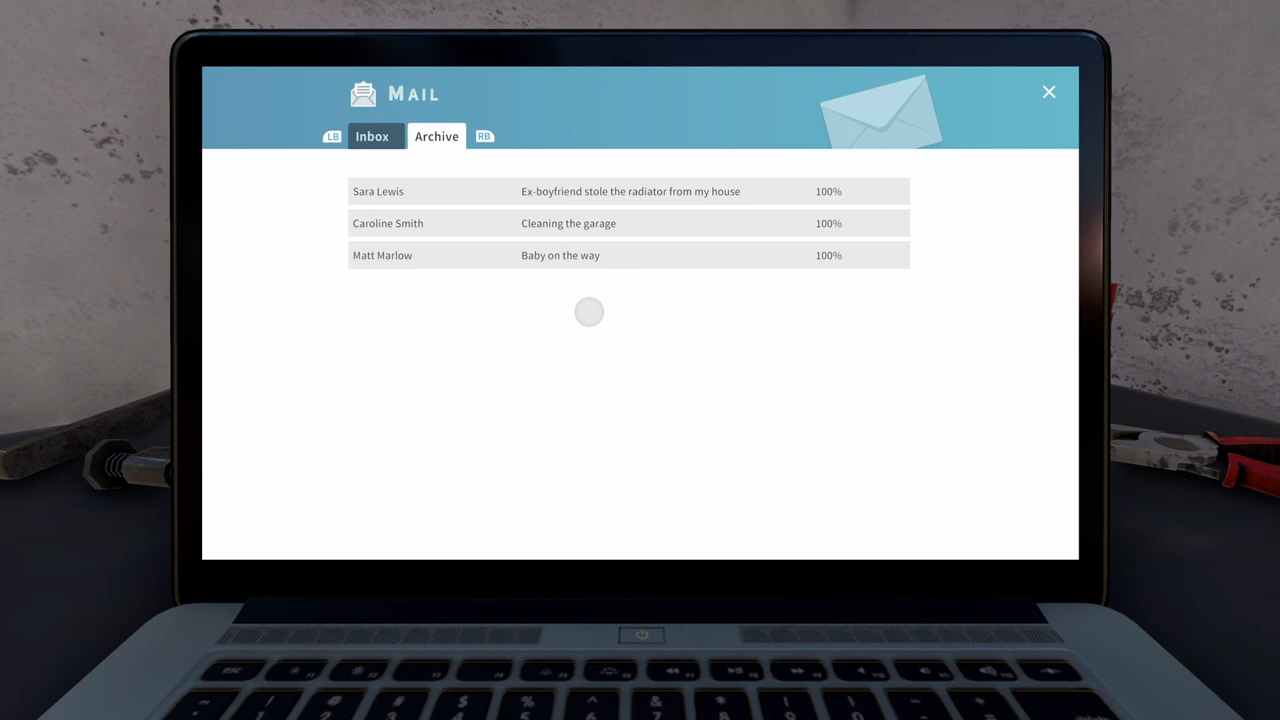 MAIL
LB Inbox Archive RB
Sara Lewis Ex-boyfriend stole the radiator from my house 100%
Caroline Smith Cleaning the garage 100%
Matt Marlow Baby on the way 100%